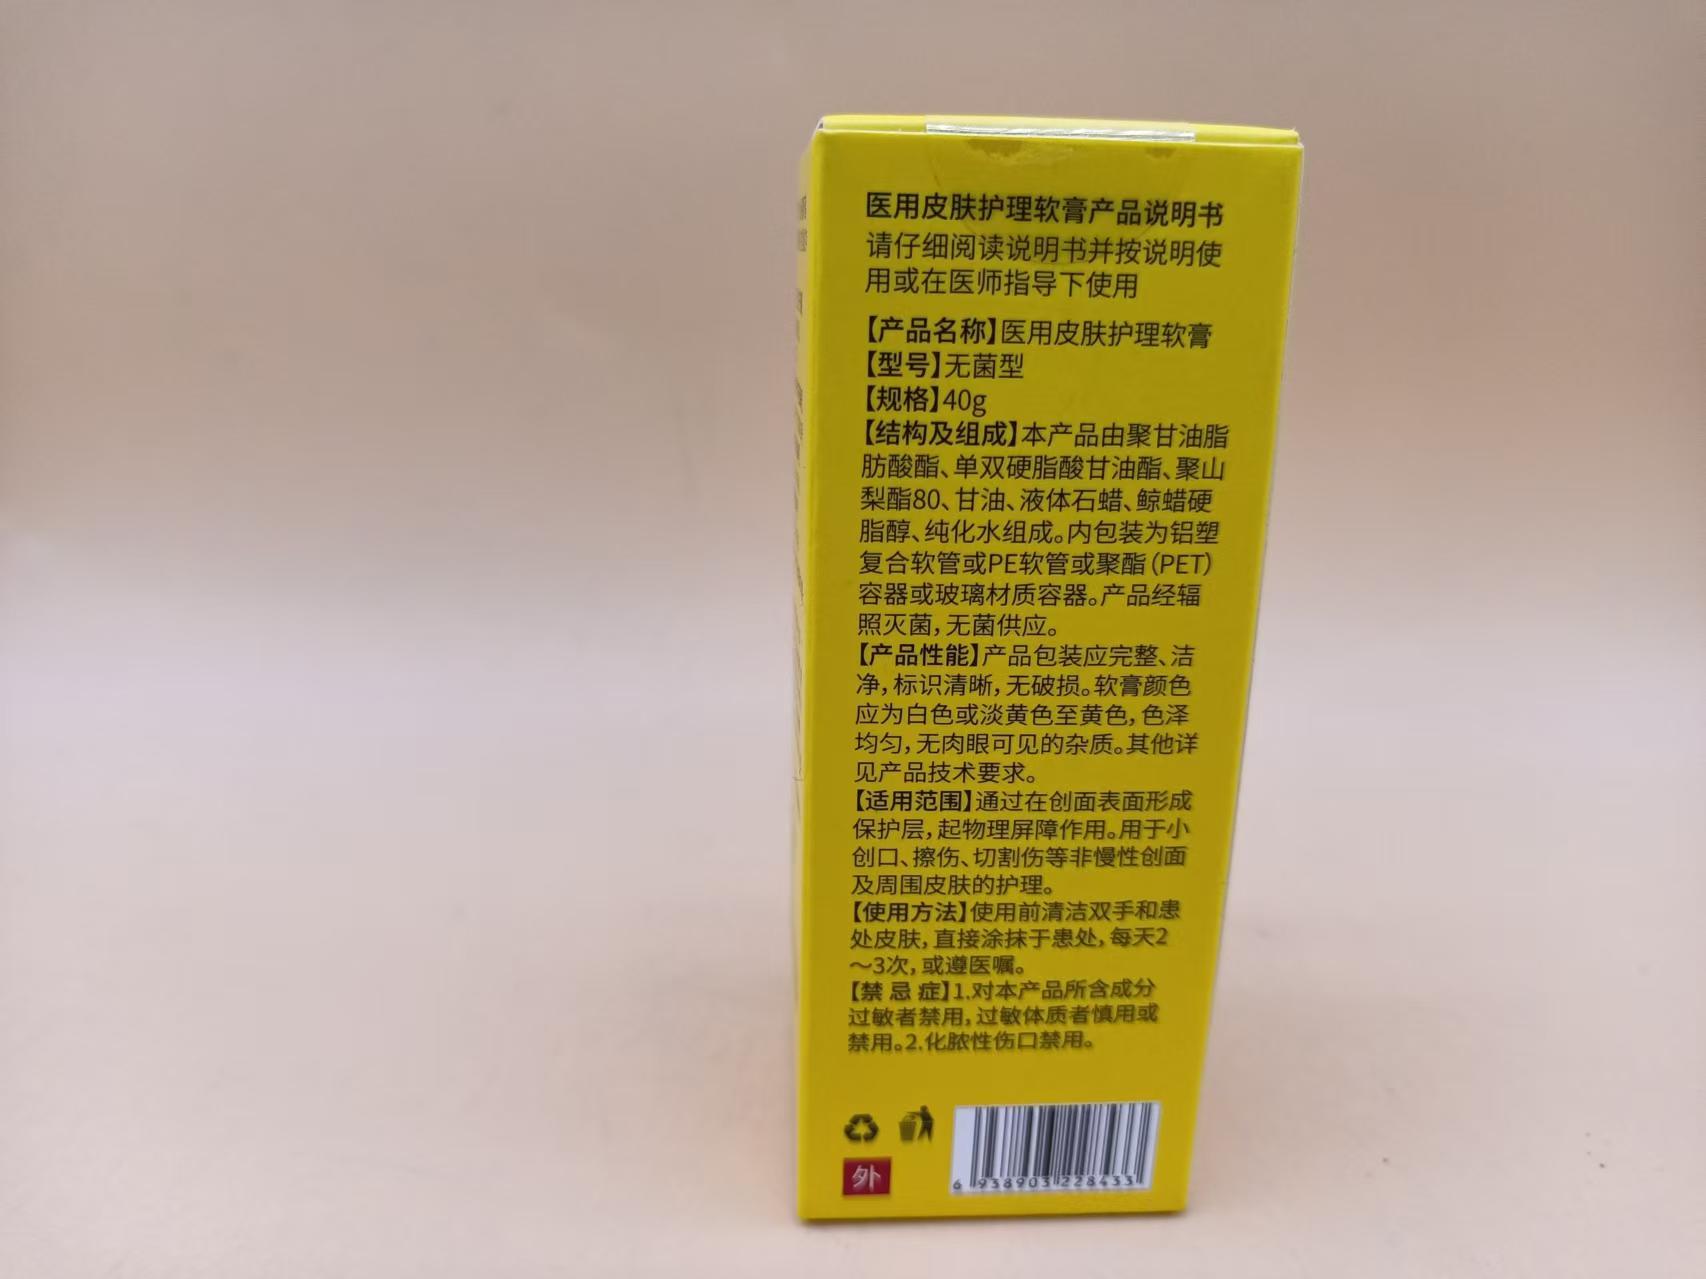 医用皮肤护理软膏产品说明书
请仔细阅读说明书并按说明使
用或在医师指导下使用
【产品名称】医用皮肤护理软膏
【型号】无菌型
【规格】40g
【结构及组成】本产品由聚甘油脂
肪酸酯、单双硬脂酸甘油酯、聚山
梨酯80、甘油、液体石蜡、鲸蜡硬
脂醇、纯化水组成。内包装为铝塑
复合软管或PE软管或聚酯(PET)
容器或玻璃材质容器。产品经辐
照灭菌,无菌供应。
【产品性能】产品包装应完整、洁
净,标识清晰,无破损。软膏颜色
应为白色或淡黄色至黄色,色泽
均匀,无肉眼可见的杂质。其他详
见产品技术要求。
【适用范围】通过在创面表面形成
保护层,起物理屏障作用。用于小
创口、擦伤、切割伤等非慢性创面
及周围皮肤的护理。
【使用方法】使用前清洁双手和患
处皮肤,直接涂抹于患处,每天2
～3次,或遵医嘱。
【禁 忌 症】1.对本产品所含成分
过敏者禁用,过敏体质者慎用或
禁用。2.化脓性伤口禁用。
外
6 938903 228433